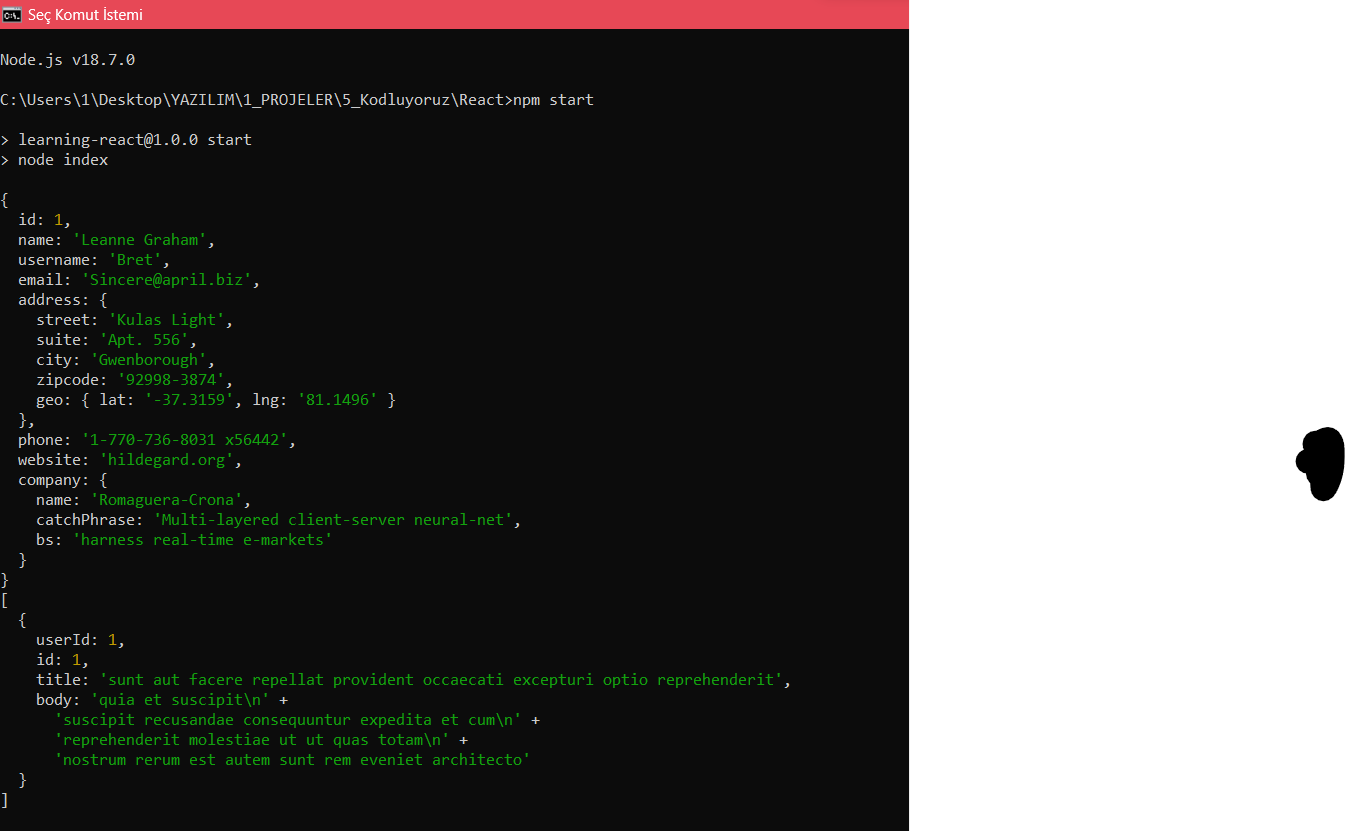 Seç Komut İstemi
Node.js v18.7.0
C:\Users\1\Desktop\YAZILIM\1_PROJELER\5_Kodluyoruz\React>npm start
> learning-react@1.0.0 start
> node index
{
  id: 1,
  name: 'Leanne Graham',
  username: 'Bret',
  email: 'Sincere@april.biz',
  address: {
    street: 'Kulas Light',
    suite: 'Apt. 556',
    city: 'Gwenborough',
    zipcode: '92998-3874',
    geo: { lat: '-37.3159', lng: '81.1496' }
  },
  phone: '1-770-736-8031 x56442',
  website: 'hildegard.org',
  company: {
    name: 'Romaguera-Crona',
    catchPhrase: 'Multi-layered client-server neural-net',
    bs: 'harness real-time e-markets'
  }
}
[
  {
    userId: 1,
    id: 1,
    title: 'sunt aut facere repellat provident occaecati excepturi optio reprehenderit',
    body: 'quia et suscipit\n' +
      'suscipit recusandae consequuntur expedita et cum\n' +
      'reprehenderit molestiae ut ut quas totam\n' +
      'nostrum rerum est autem sunt rem eveniet architecto'
  }
]